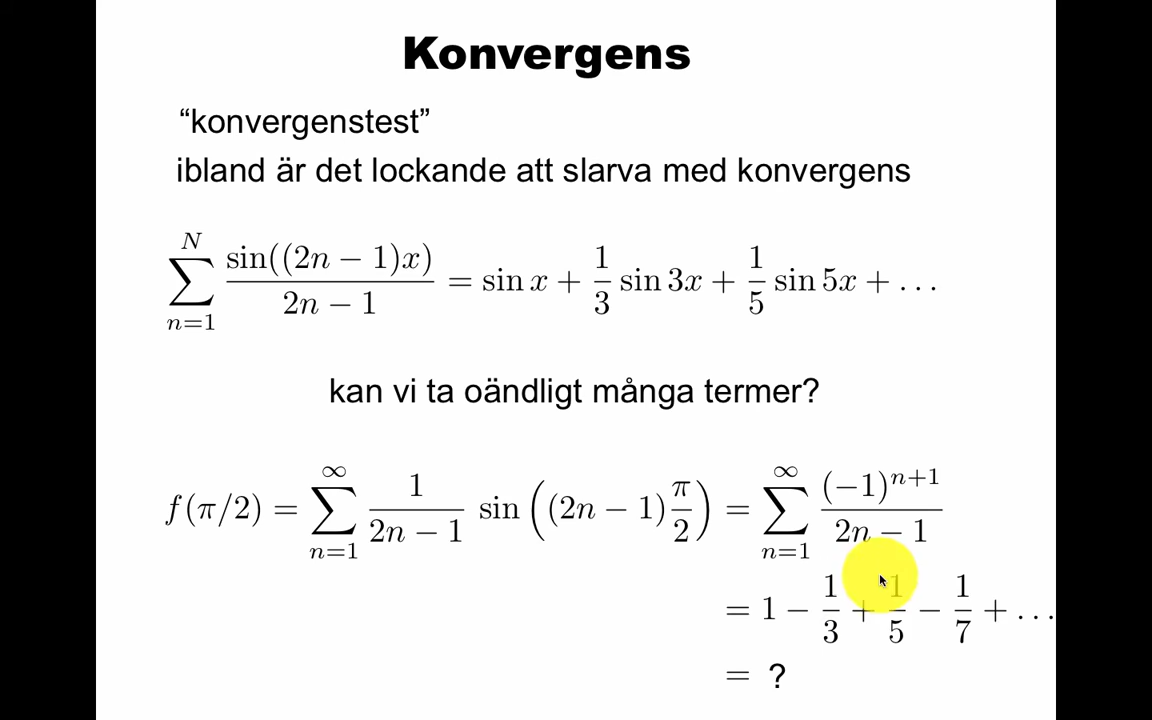 Konvergens
“konvergenstest”
ibland är det lockande att slarva med konvergens
$\sum_{n=1}^{N} \frac{\sin((2n-1)x)}{2n-1} = \sin x + \frac{1}{3} \sin 3x + \frac{1}{5} \sin 5x + \ldots$
kan vi ta oändligt många termer?
$f(\pi/2) = \sum_{n=1}^{\infty} \frac{1}{2n-1} \sin\left((2n-1)\frac{\pi}{2}\right) = \sum_{n=1}^{\infty} \frac{(-1)^{n+1}}{2n-1}$
$= 1 - \frac{1}{3} + \frac{1}{5} - \frac{1}{7} + \ldots$
= ?